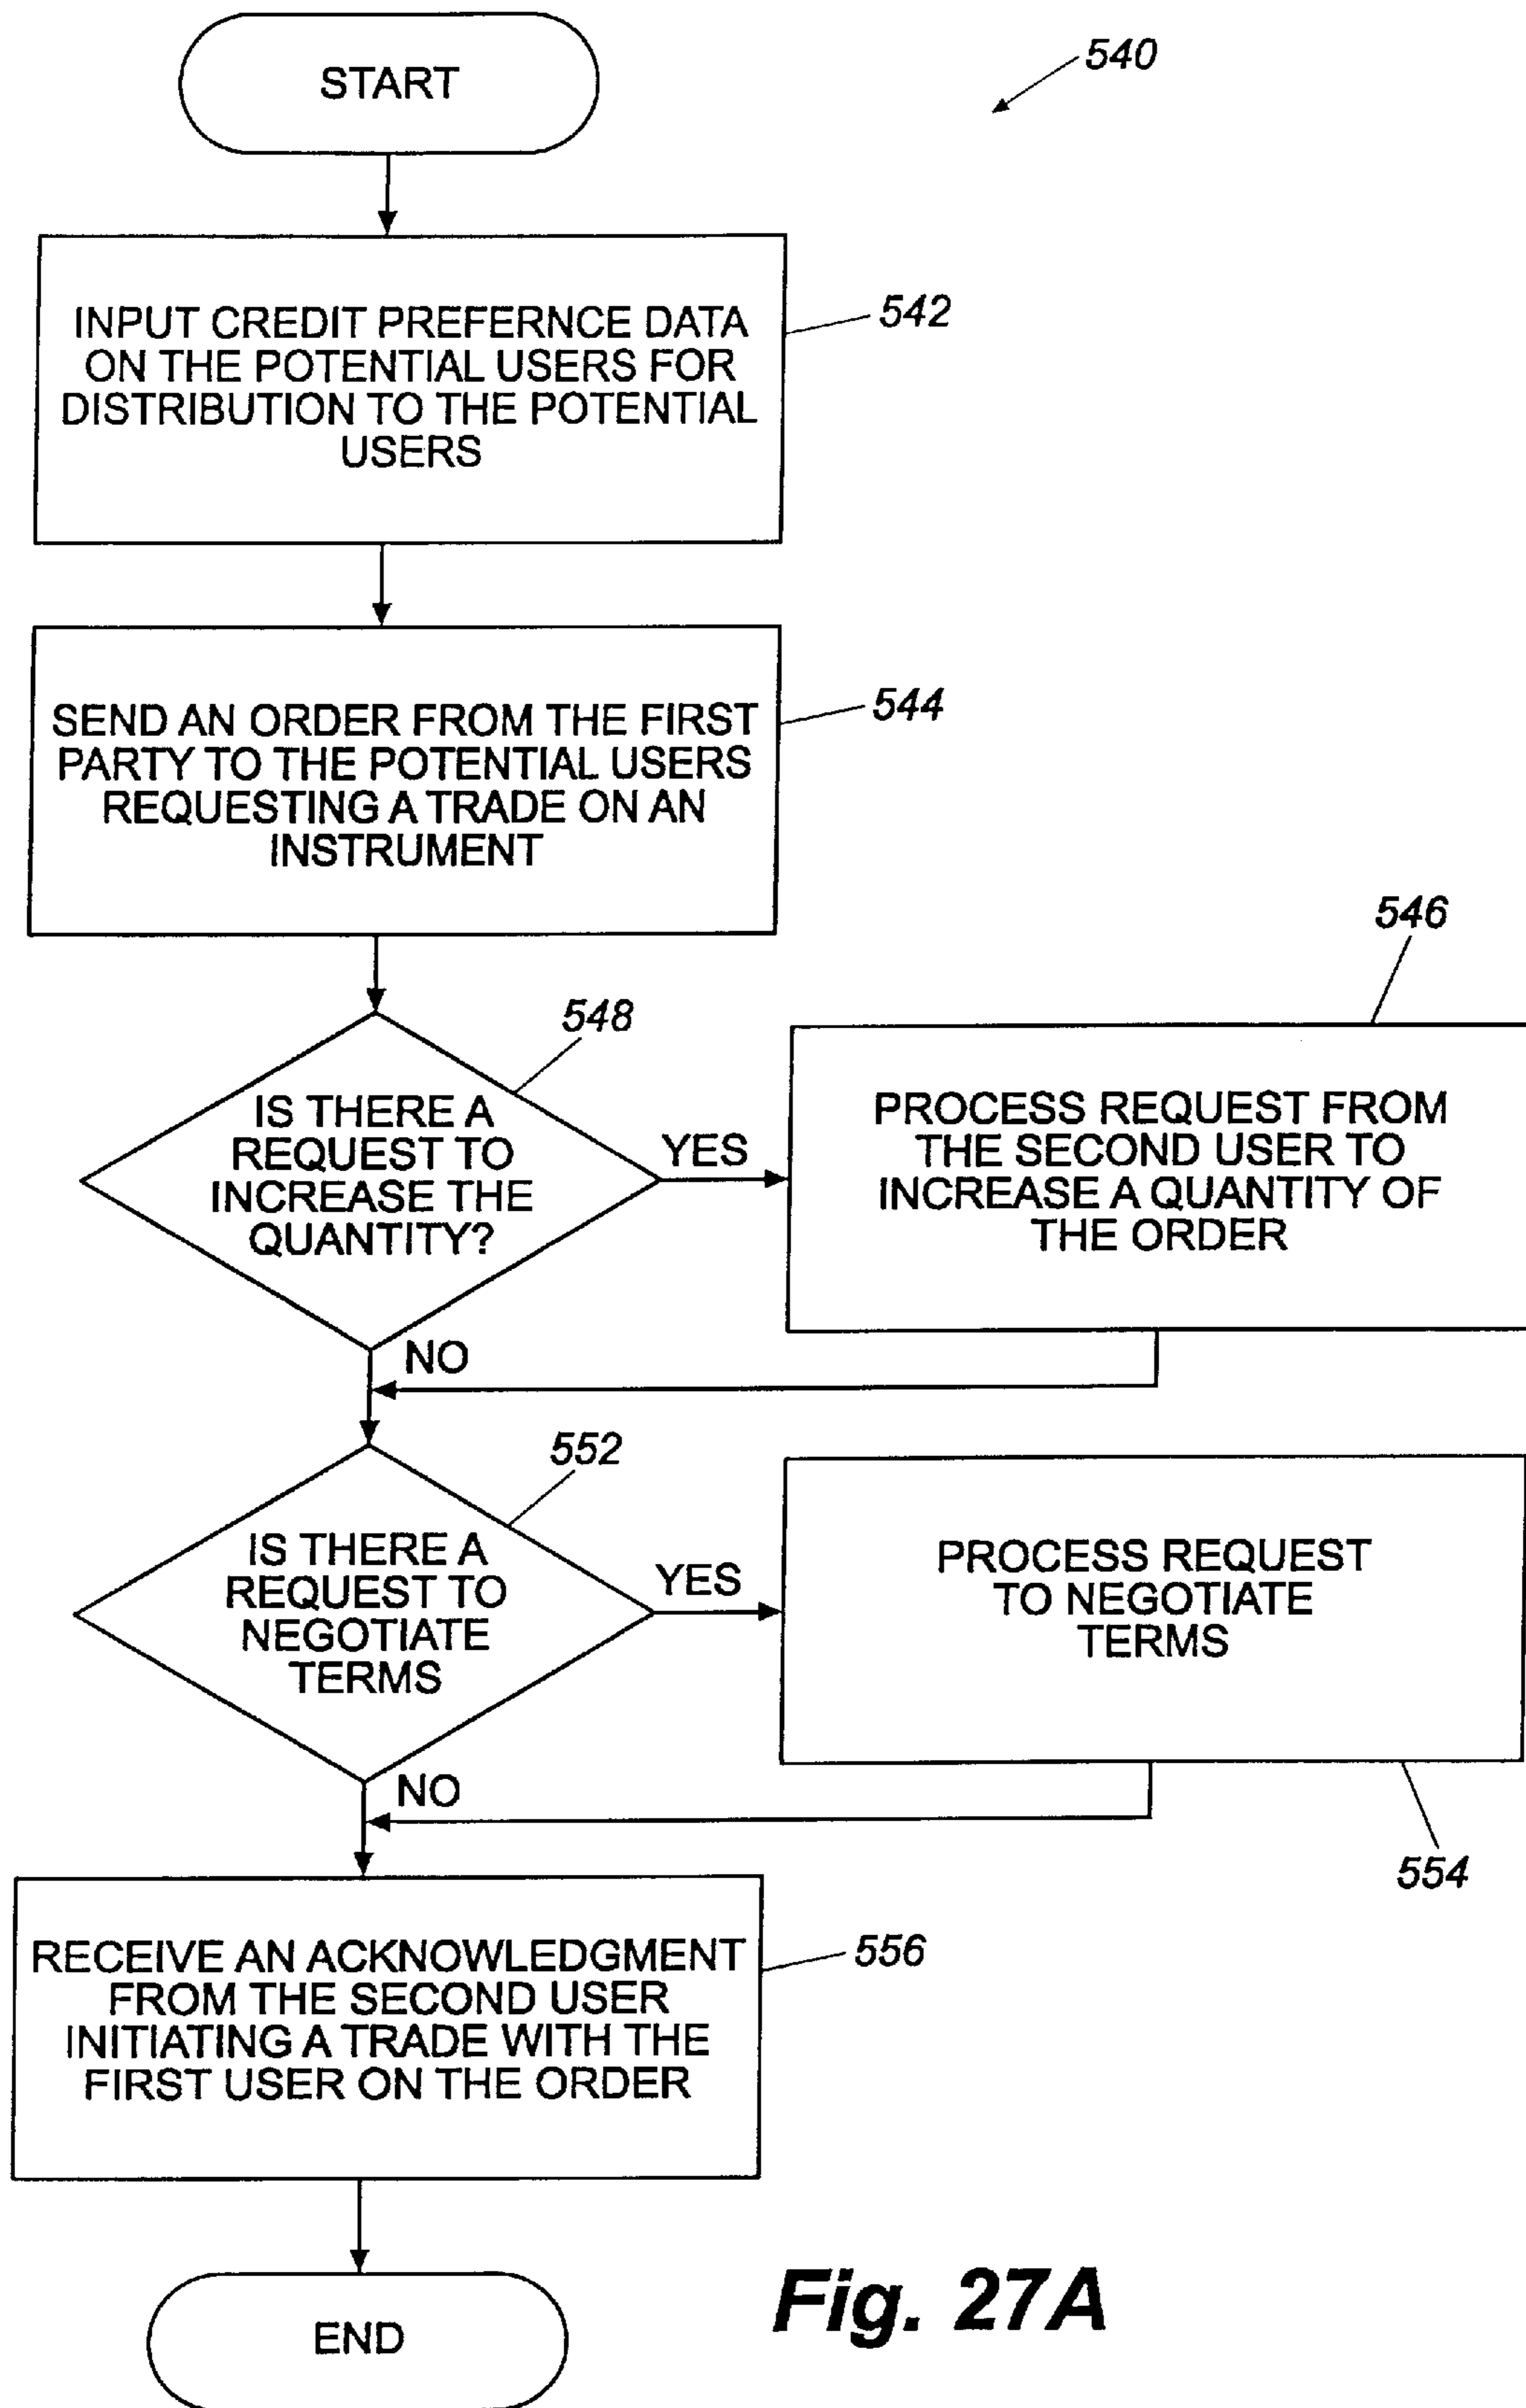 START
540
INPUT CREDIT PREFERNCE DATA
ON THE POTENTIAL USERS FOR
DISTRIBUTION TO THE POTENTIAL
USERS
542
SEND AN ORDER FROM THE FIRST
PARTY TO THE POTENTIAL USERS
REQUESTING A TRADE ON AN
INSTRUMENT
544
548
IS THERE A
REQUEST TO
INCREASE THE
QUANTITY?
YES
546
PROCESS REQUEST FROM
THE SECOND USER TO
INCREASE A QUANTITY OF
THE ORDER
NO
552
IS THERE A
REQUEST TO
NEGOTIATE
TERMS
YES
PROCESS REQUEST
TO NEGOTIATE
TERMS
554
NO
RECEIVE AN ACKNOWLEDGMENT
FROM THE SECOND USER
INITIATING A TRADE WITH THE
FIRST USER ON THE ORDER
556
END
Fig. 27A